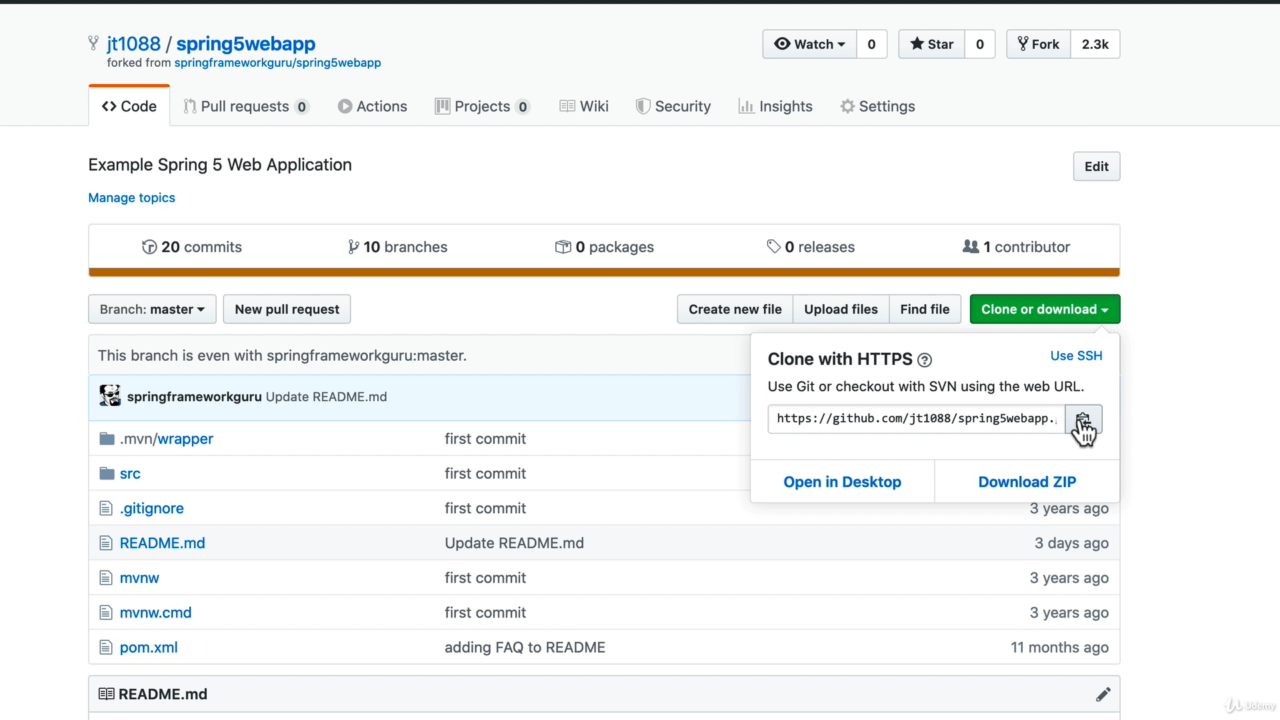 jt1088 / spring5webapp
forked from springframeworkguru/spring5webapp
Watch 0 Star 0 Fork 2.3k
Code Pull requests 0 Actions Projects 0 Wiki Security Insights Settings
Example Spring 5 Web Application
Edit
Manage topics
20 commits 10 branches 0 packages 0 releases 1 contributor
Branch: master New pull request Create new file Upload files Find file Clone or download
This branch is even with springframeworkguru:master.
Clone with HTTPS Use SSH
Use Git or checkout with SVN using the web URL.
https://github.com/jt1088/spring5webapp.
Open in Desktop Download ZIP
springframeworkguru Update README.md
.mvn/wrapper first commit
src first commit
.gitignore first commit 3 years ago
README.md Update README.md 3 days ago
mvnw first commit 3 years ago
mvnw.cmd first commit 3 years ago
pom.xml adding FAQ to README 11 months ago
README.md
Udemy